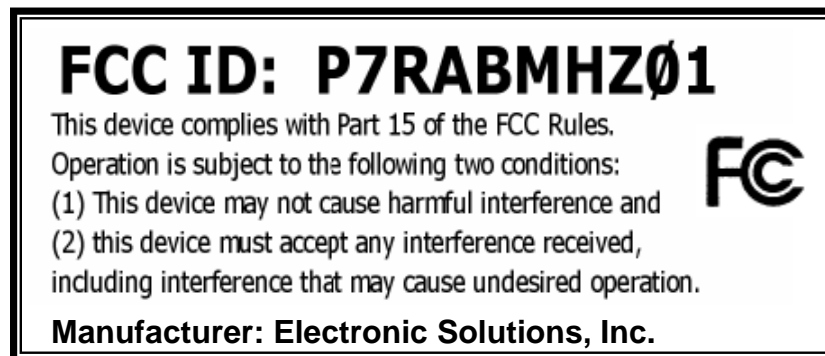 FCC ID: P7RABMHZØ1
This device complies with Part 15 of the FCC Rules.
Operation is subject to the following two conditions:
(1) This device may not cause harmful interference and
(2) this device must accept any interference received,
including interference that may cause undesired operation.
FC
Manufacturer: Electronic Solutions, Inc.